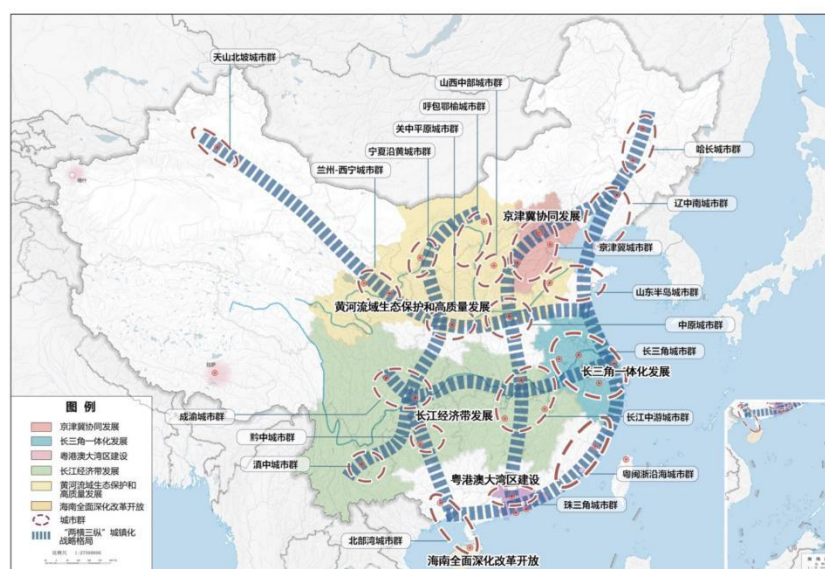 天山北坡城市群
山西中部城市群
呼包鄂榆城市群
关中平原城市群
宁夏沿黄城市群
兰州-西宁城市群
哈长城市群
辽中南城市群
京津冀协同发展
京津冀城市群
山东半岛城市群
黄河流域生态保护和高质量发展
中原城市群
长三角城市群
长三角一体化发展
成渝城市群
长江经济带发展
长江中游城市群
黔中城市群
滇中城市群
粤港澳大湾区建设
粤闽浙沿海城市群
珠三角城市群
北部湾城市群
海南全面深化改革开放
图 例
京津冀协同发展
长三角一体化发展
粤港澳大湾区建设
长江经济带发展
黄河流域生态保护和
高质量发展
海南全面深化改革开放
城市群
“两横三纵”城镇化
战略格局